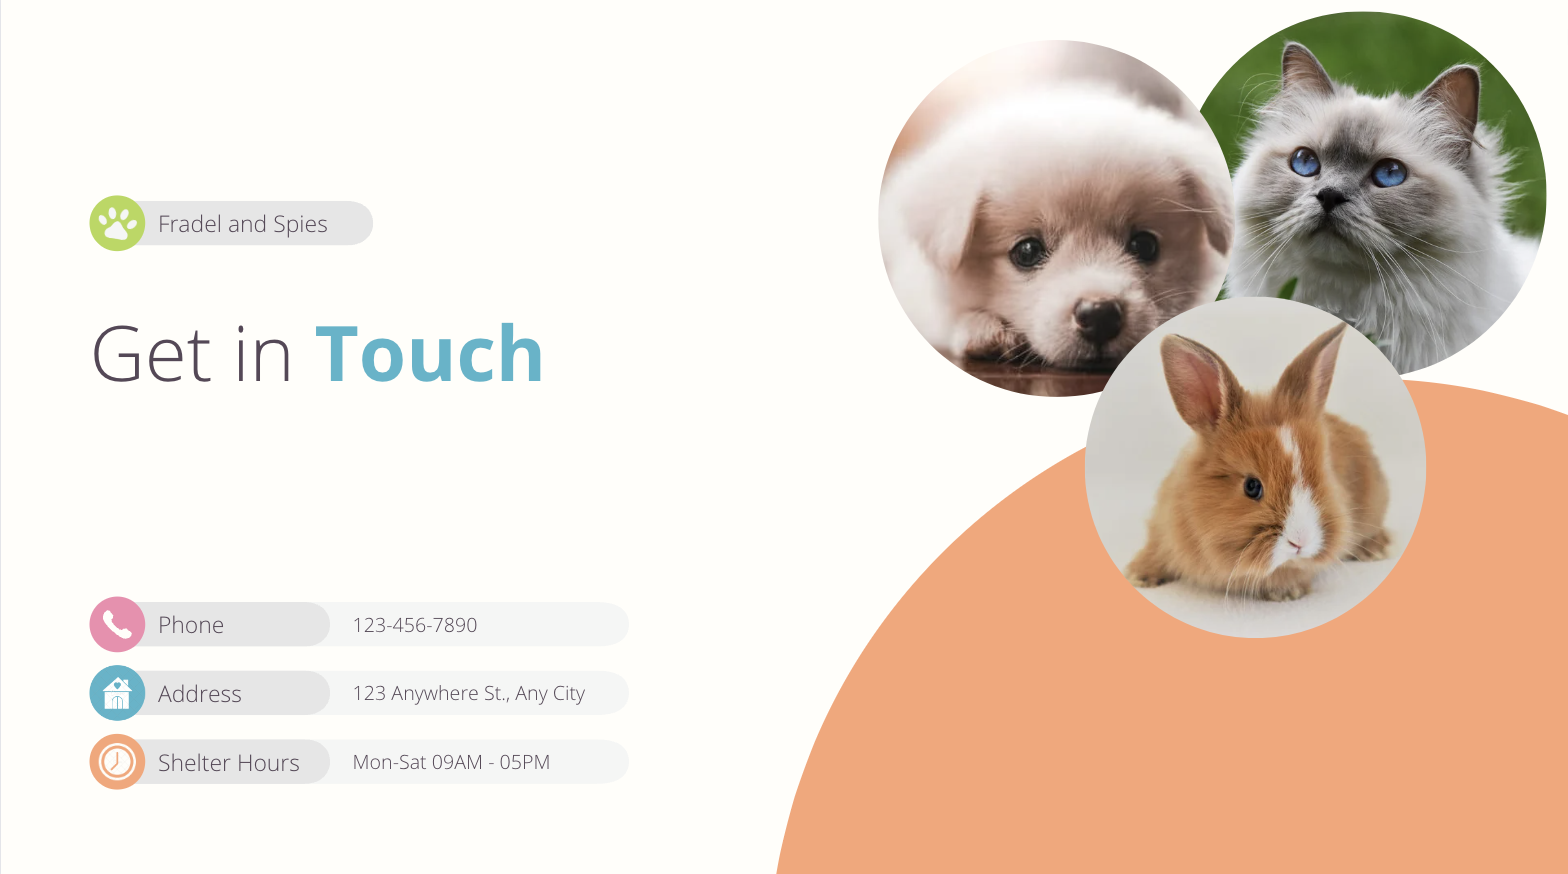 Fradel and Spies
Get in Touch
Phone 123-456-7890
Address 123 Anywhere St., Any City
Shelter Hours Mon-Sat 09AM - 05PM